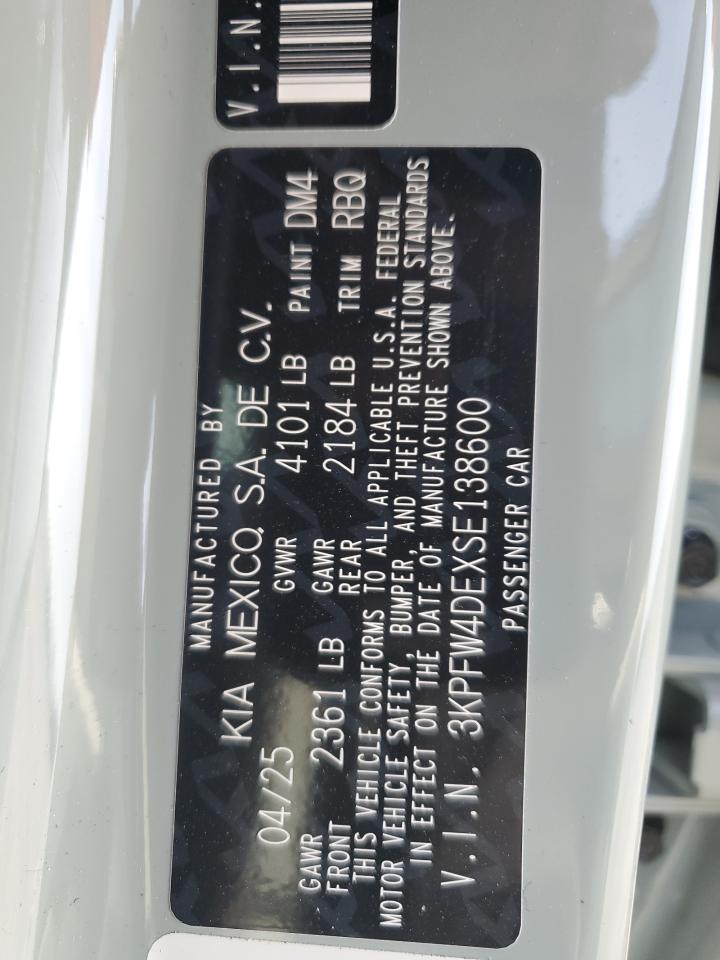 V.I.N.
MANUFACTURED BY
KIA MEXICO, S.A. DE C.V.
04/25 GVWR 4101 LB PAINT DM4
GAWR FRONT 2361 LB GAWR REAR 2184 LB TRIM RBQ
THIS VEHICLE CONFORMS TO ALL APPLICABLE U.S.A. FEDERAL
MOTOR VEHICLE SAFETY, BUMPER, AND THEFT PREVENTION STANDARDS
IN EFFECT ON THE DATE OF MANUFACTURE SHOWN ABOVE.
V.I.N. 3KPFW4DEXSE138600
PASSENGER CAR